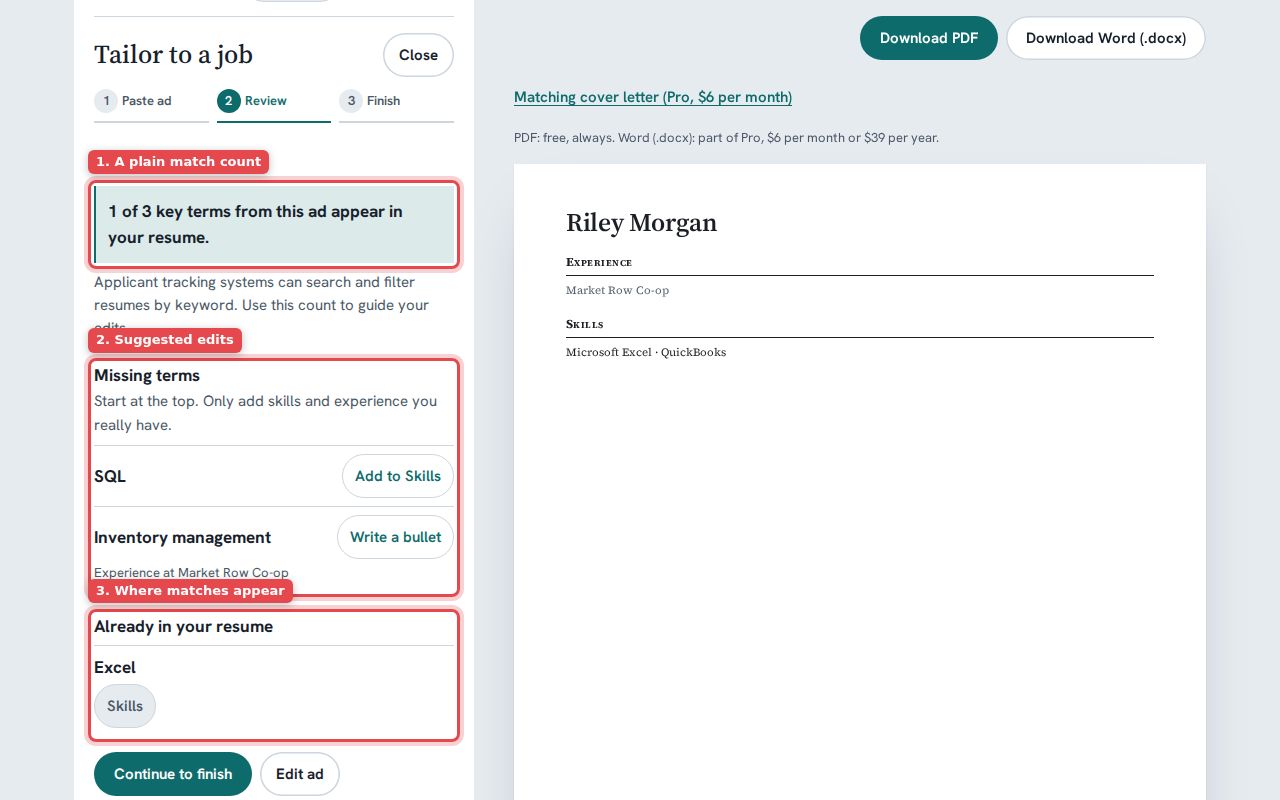 Tailor to a job
Close
1 Paste ad
2 Review
3 Finish
1. A plain match count
1 of 3 key terms from this ad appear in
your resume.
Applicant tracking systems can search and filter
resumes by keyword. Use this count to guide your
edits.
2. Suggested edits
Missing terms
Start at the top. Only add skills and experience you
really have.
SQL
Add to Skills
Inventory management
Write a bullet
Experience at Market Row Co-op
3. Where matches appear
Already in your resume
Excel
Skills
Continue to finish
Edit ad
Download PDF
Download Word (.docx)
Matching cover letter (Pro, $6 per month)
PDF: free, always. Word (.docx): part of Pro, $6 per month or $39 per year.
Riley Morgan
Experience
Market Row Co-op
Skills
Microsoft Excel · QuickBooks